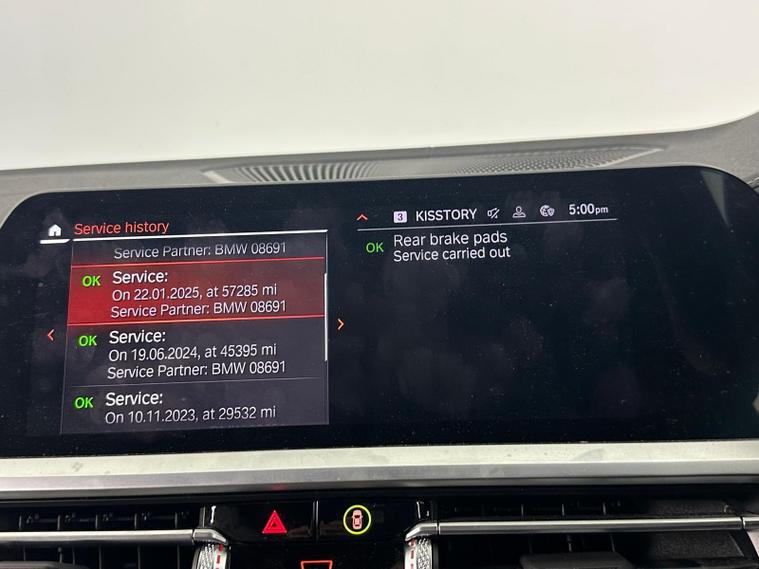 Service history
Service Partner: BMW 08691
OK Service:
On 22.01.2025, at 57285 mi
Service Partner: BMW 08691
OK Service:
On 19.06.2024, at 45395 mi
Service Partner: BMW 08691
OK Service:
On 10.11.2023, at 29532 mi
3 KISSTORY 5:00pm
OK Rear brake pads
Service carried out